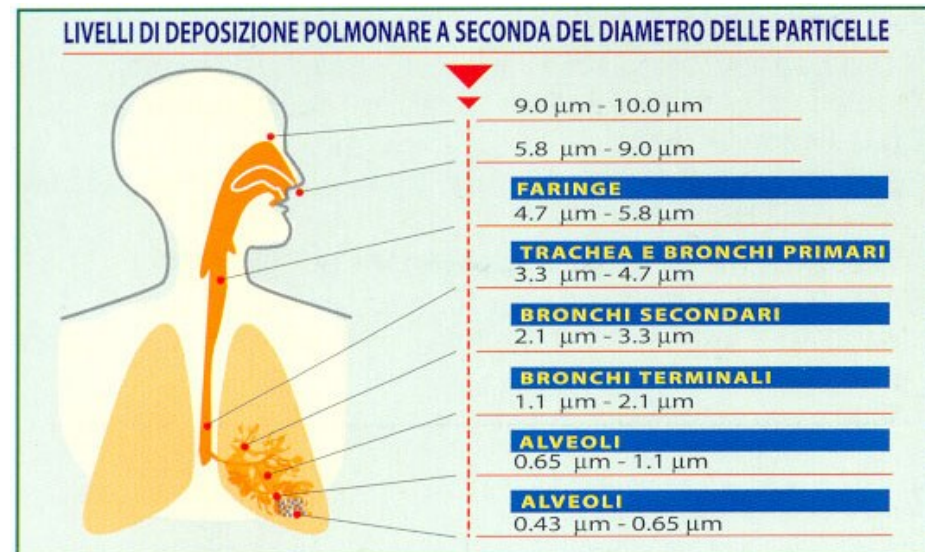 LIVELLI DI DEPOSIZIONE POLMONARE A SECONDA DEL DIAMETRO DELLE PARTICELLE
9.0 µm - 10.0 µm
5.8 µm - 9.0 µm
FARINGE
4.7 µm - 5.8 µm
TRACHEA E BRONCHI PRIMARI
3.3 µm - 4.7 µm
BRONCHI SECONDARI
2.1 µm - 3.3 µm
BRONCHI TERMINALI
1.1 µm - 2.1 µm
ALVEOLI
0.65 µm - 1.1 µm
ALVEOLI
0.43 µm - 0.65 µm